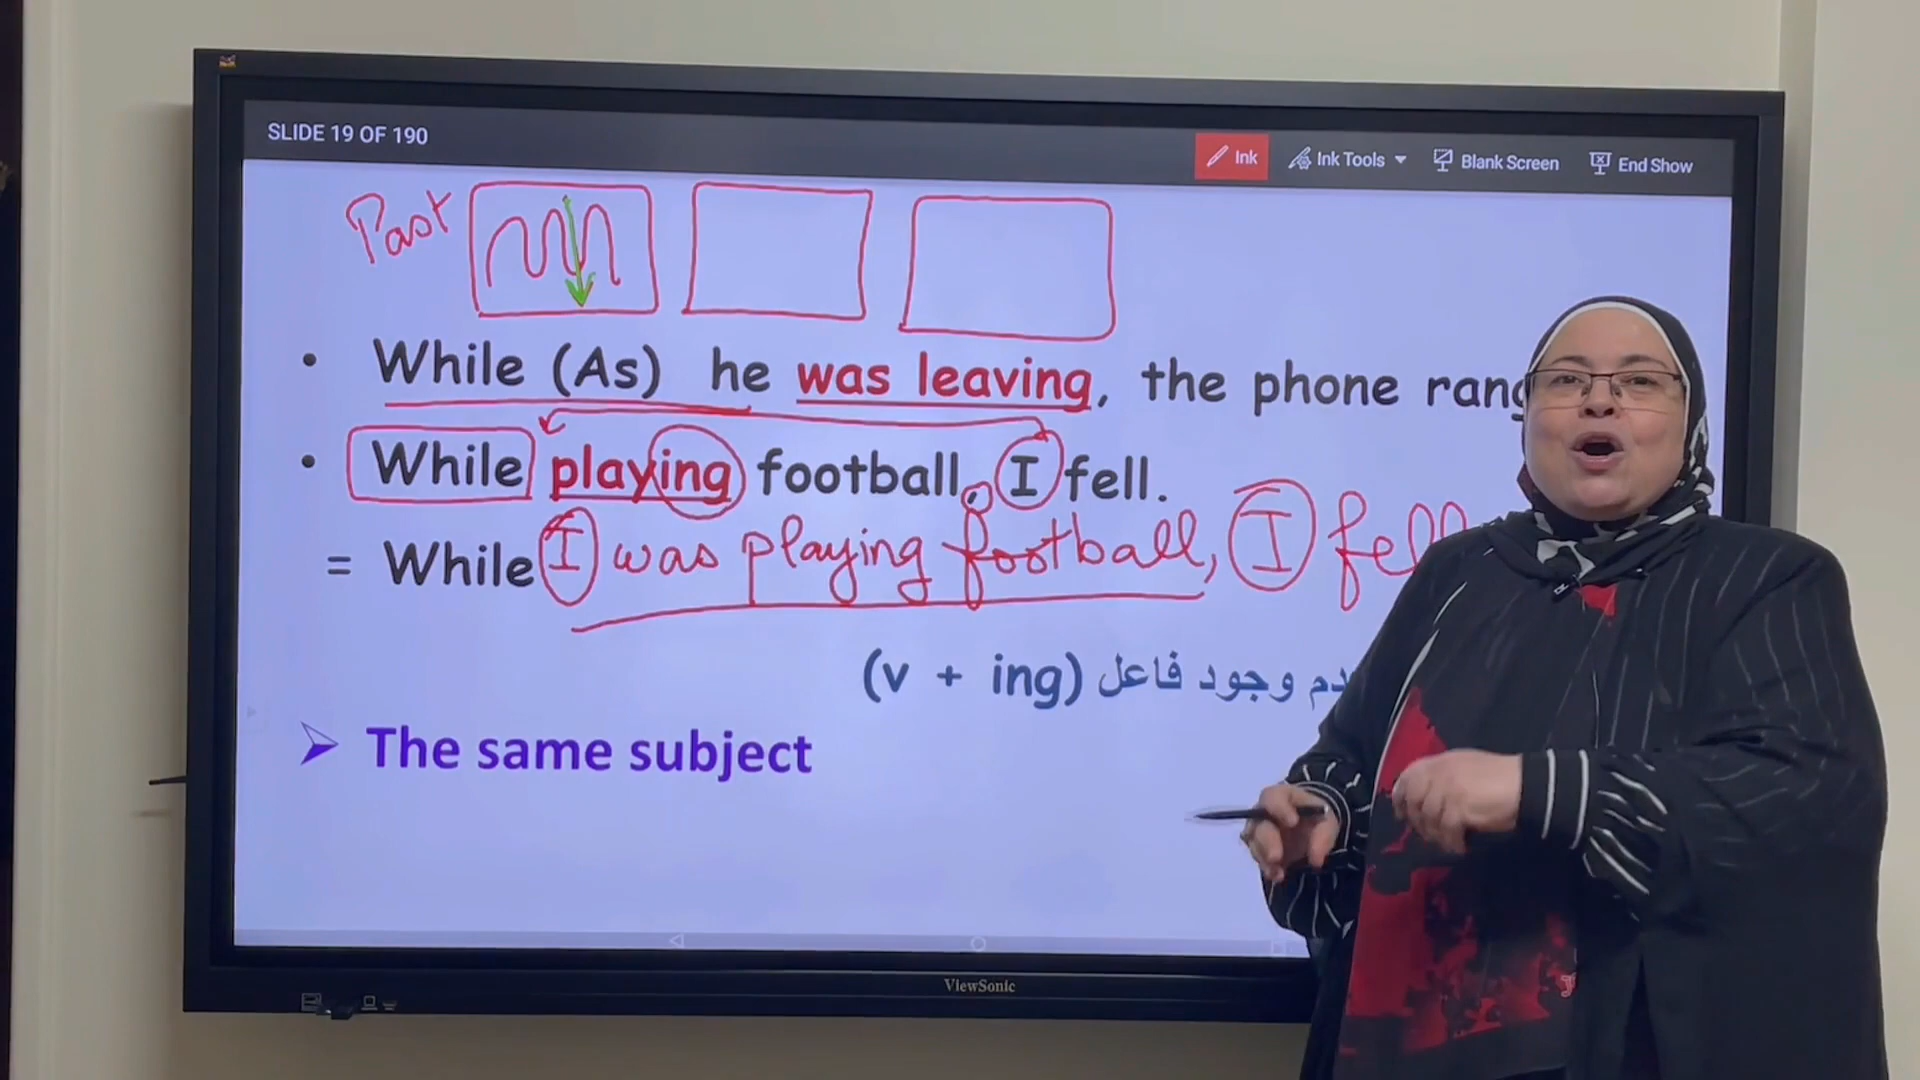 SLIDE 19 OF 190
Ink
Ink Tools
Blank Screen
End Show
Past
While (As) he was leaving, the phone rang
While playing football, I fell.
= While I was playing football, I fell
(v + ing) وجود فاعل
The same subject
ViewSonic